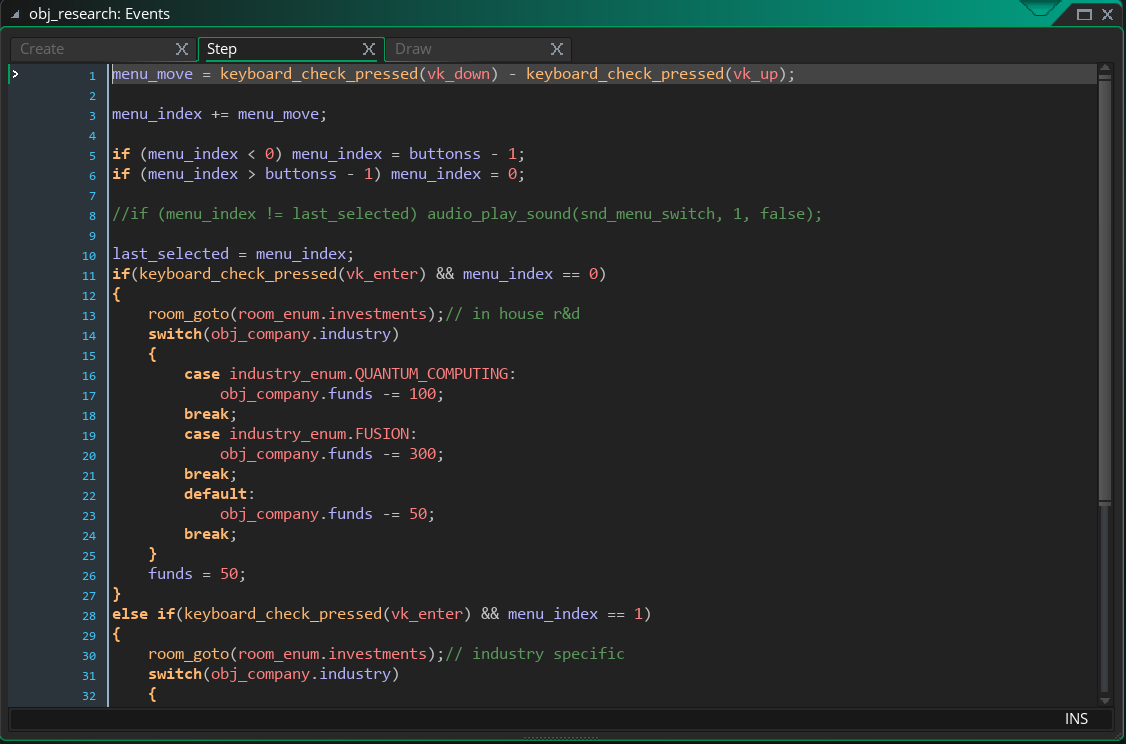 obj_research: Events
Create Step Draw
1 menu_move = keyboard_check_pressed(vk_down) - keyboard_check_pressed(vk_up);
2
3 menu_index += menu_move;
4
5 if (menu_index < 0) menu_index = buttonss - 1;
6 if (menu_index > buttonss - 1) menu_index = 0;
7
8 //if (menu_index != last_selected) audio_play_sound(snd_menu_switch, 1, false);
9
10 last_selected = menu_index;
11 if(keyboard_check_pressed(vk_enter) && menu_index == 0)
12 {
13     room_goto(room_enum.investments);// in house r&d
14     switch(obj_company.industry)
15     {
16         case industry_enum.QUANTUM_COMPUTING:
17             obj_company.funds -= 100;
18         break;
19         case industry_enum.FUSION:
20             obj_company.funds -= 300;
21         break;
22         default:
23             obj_company.funds -= 50;
24         break;
25     }
26     funds = 50;
27 }
28 else if(keyboard_check_pressed(vk_enter) && menu_index == 1)
29 {
30     room_goto(room_enum.investments);// industry specific
31     switch(obj_company.industry)
32     {
INS